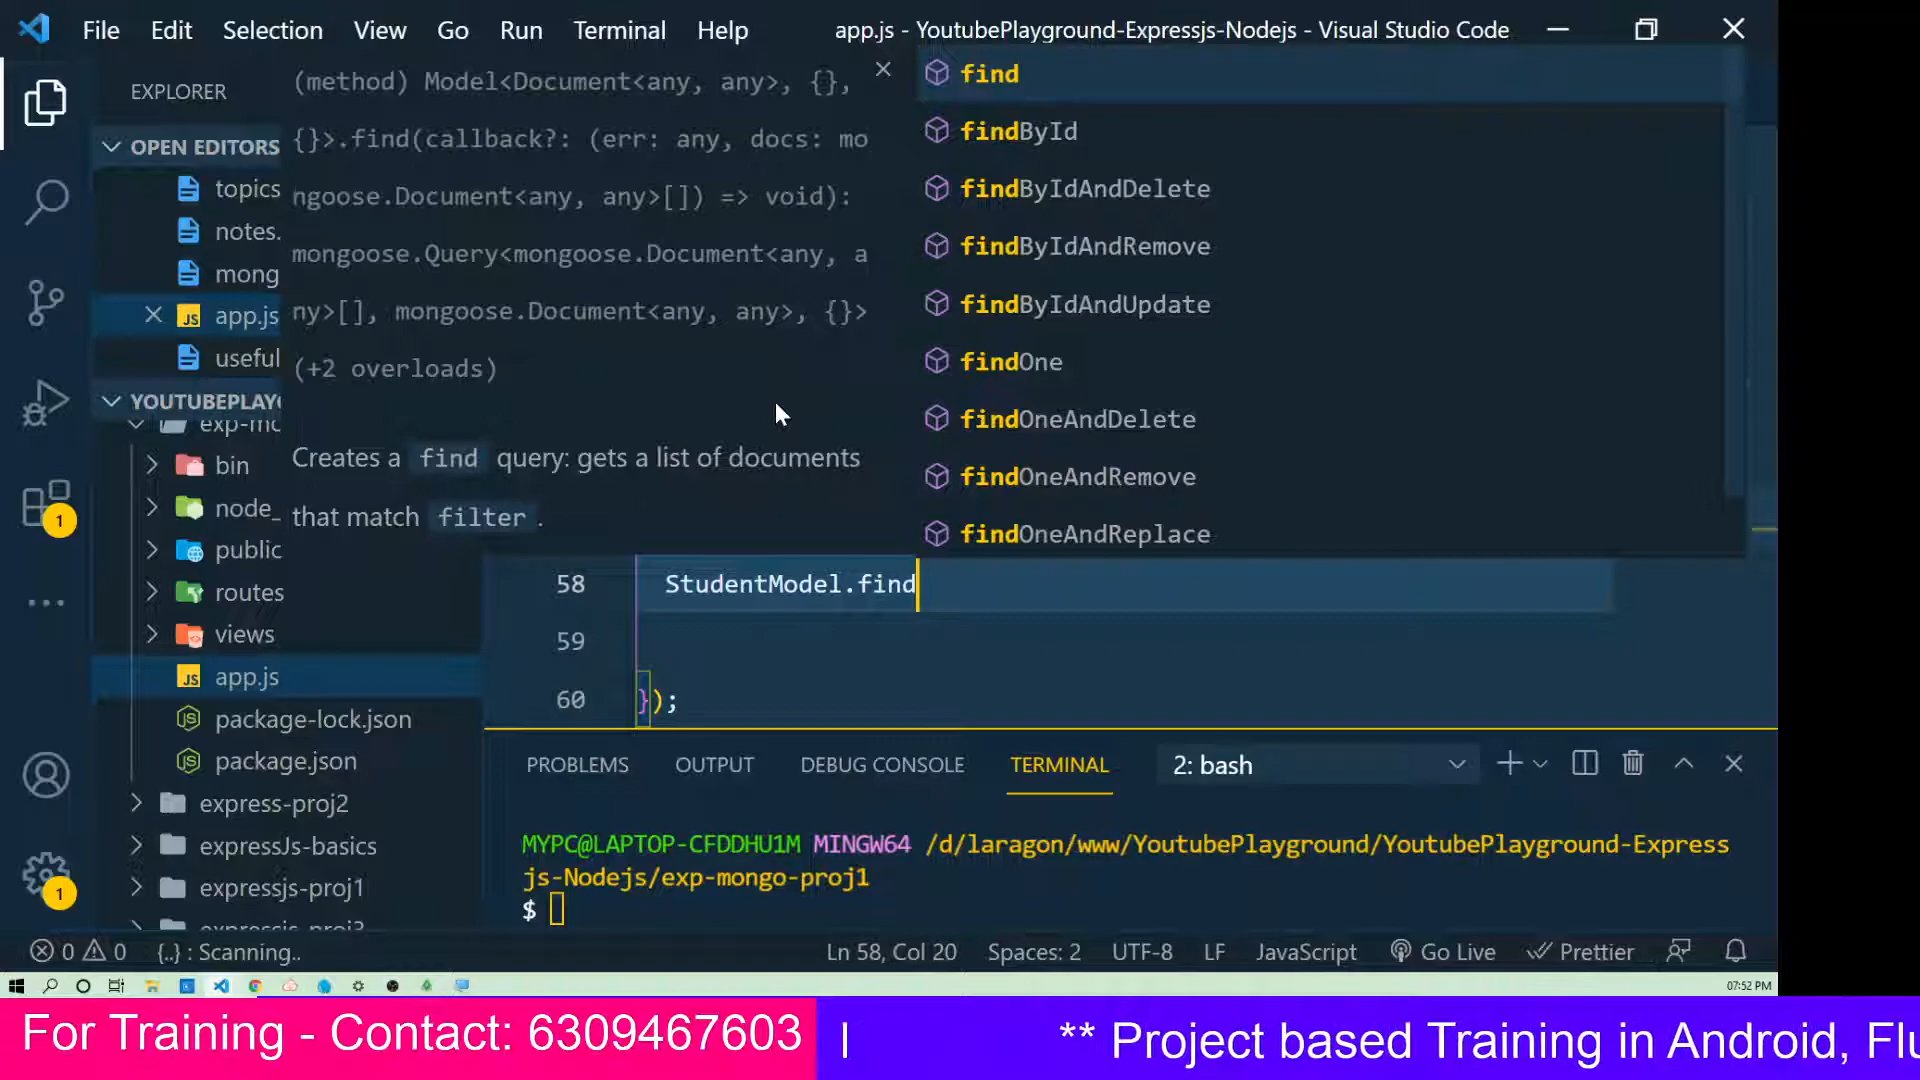 File Edit Selection View Go Run Terminal Help app.js - YoutubePlayground-Expressjs-Nodejs - Visual Studio Code
EXPLORER
OPEN EDITORS
topics
notes.
mong
app.js
useful
YOUTUBEPLAY
exp-mo
bin
node_
public
routes
views
app.js
package-lock.json
package.json
express-proj2
expressJs-basics
expressjs-proj1
expressjs-proj3
1
1
(method) Model<Document<any, any>, {},
{}>.find(callback?: (err: any, docs: mo
ngoose.Document<any, any>[]) => void):
mongoose.Query<mongoose.Document<any, a
ny>[], mongoose.Document<any, any>, {}>
(+2 overloads)
Creates a find query: gets a list of documents
that match filter.
find
findById
findByIdAndDelete
findByIdAndRemove
findByIdAndUpdate
findOne
findOneAndDelete
findOneAndRemove
findOneAndReplace
58 StudentModel.find
59
60 });
PROBLEMS OUTPUT DEBUG CONSOLE TERMINAL 2: bash
MYPC@LAPTOP-CFDDHU1M MINGW64 /d/laragon/www/YoutubePlayground/YoutubePlayground-Express
js-Nodejs/exp-mongo-proj1
$
0 0 {..} : Scanning.. Ln 58, Col 20 Spaces: 2 UTF-8 LF JavaScript Go Live Prettier
07:52 PM
For Training - Contact: 6309467603 | ** Project based Training in Android, Flu